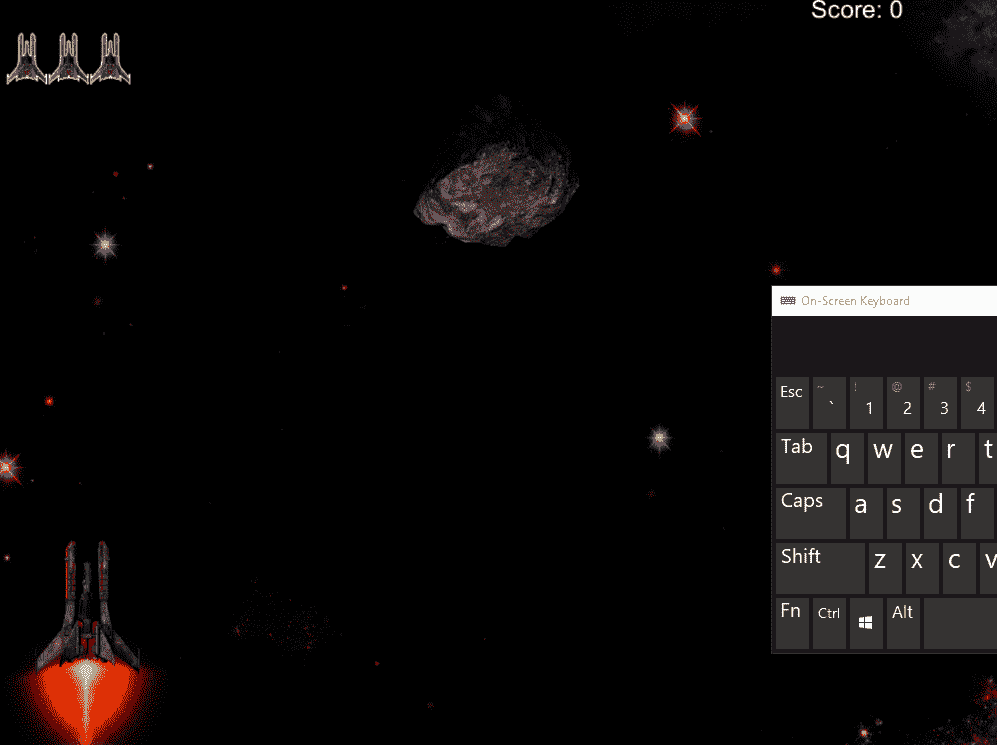 Score: 0
On-Screen Keyboard
Esc ~ ` ! 1 @ 2 # 3 $ 4
Tab q w e r t
Caps a s d f
Shift z x c v
Fn Ctrl Alt